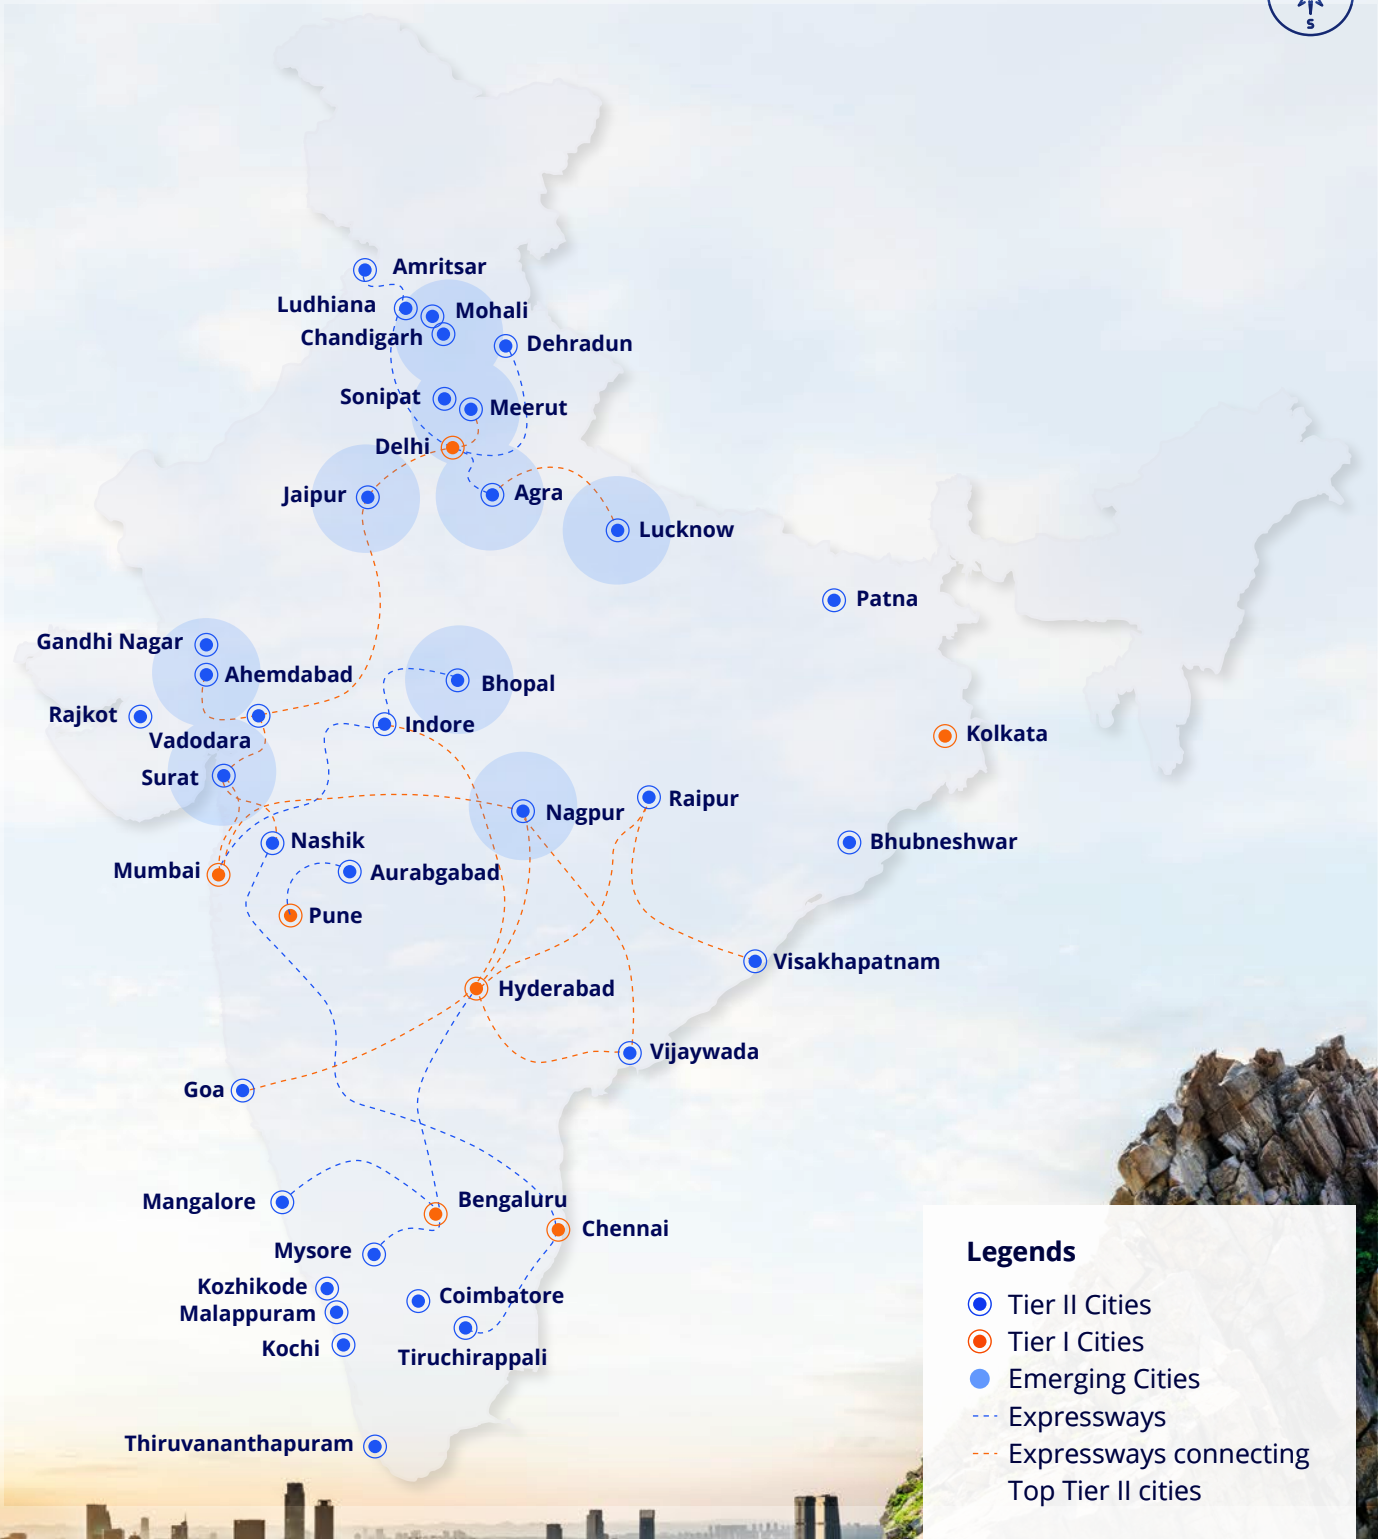 S
Amritsar
Ludhiana
Mohali
Chandigarh
Dehradun
Sonipat
Meerut
Delhi
Jaipur
Agra
Lucknow
Patna
Gandhi Nagar
Ahemdabad
Bhopal
Rajkot
Indore
Vadodara
Kolkata
Surat
Nagpur
Raipur
Nashik
Bhubneshwar
Mumbai
Aurabgabad
Pune
Visakhapatnam
Hyderabad
Vijaywada
Goa
Mangalore
Bengaluru
Chennai
Mysore
Kozhikode
Coimbatore
Malappuram
Kochi
Tiruchirappali
Thiruvananthapuram
Legends
Tier II Cities
Tier I Cities
Emerging Cities
Expressways
Expressways connecting
Top Tier II cities